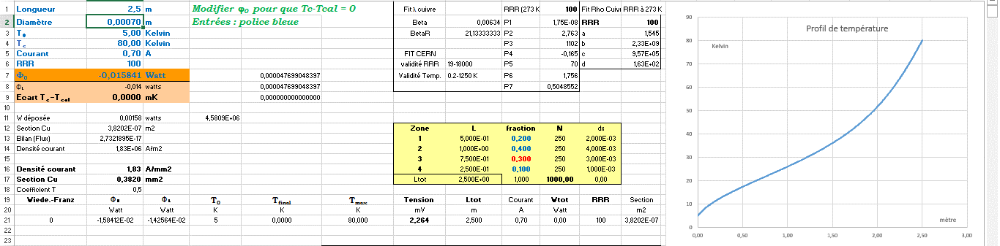 1 Longueur 2,5 m Modifier φ₀ pour que Tc-Tcal = 0 Fit λ cuivre RRR (273 K 100 Fit Rho Cuiv RRR à 273 K
2 Diamètre 0,00070 m Entrées : police bleue Beta 0,00634 P1 1,75E-08 RRR 100
3 T₀ 5,00 Kelvin BetaR 21,13333333 P2 2,763 a 1,545
4 T꜀ 80,00 Kelvin P3 1102 b 2,33E+09
5 Courant 0,70 A FIT CERN P4 -0,165 c 9,57E+05
6 RRR 100 validité RRR 19-18000 P5 70 d 1,63E+02
7 Φ₀ -0,015841 Watt 0,000047699048397 Validité Temp. 0.2-1250 K P6 1,756
8 ΦL -0,014 watts 0,000047699048397 P7 0,5048552
9 Ecart Tc-Tcal 0,0000 mK 0,000000000000000
10
11 W déposée 0,00158 watts 4,5809E+06
12 Section Cu 3,8202E-07 m2 Zone L fraction N dx
13 Bilan (Flux) 2,7321895E-17 1 5,000E-01 0,200 250 2,000E-03
14 Densité courant 1,83E+06 A/m2 2 1,000E+00 0,400 250 4,000E-03
15 3 7,500E-01 0,300 250 3,000E-03
16 Densité courant 1,83 A/mm2 4 2,500E-01 0,100 250 1,000E-03
17 Section Cu 0,3820 mm2 Ltot 2,500E+00 1,000 1000,00 0,00
18 Coefficient T 0,5
19 Wiede.-Franz Φ₀ ΦL T₀ Tfinal Tmax Tension Ltot Courant Wtot RRR Section
20 Watt Watt K K K mV m A Watt m2
21 0 -1,58412E-02 -1,42564E-02 5 0,0000 80,000 2,264 2,500 0,70 0,00 100 3,8202E-07
22
23
Profil de température
Kelvin
90
80
70
60
50
40
30
20
10
0
0,00 0,50 1,00 1,50 2,00 2,50 3,00
mètre